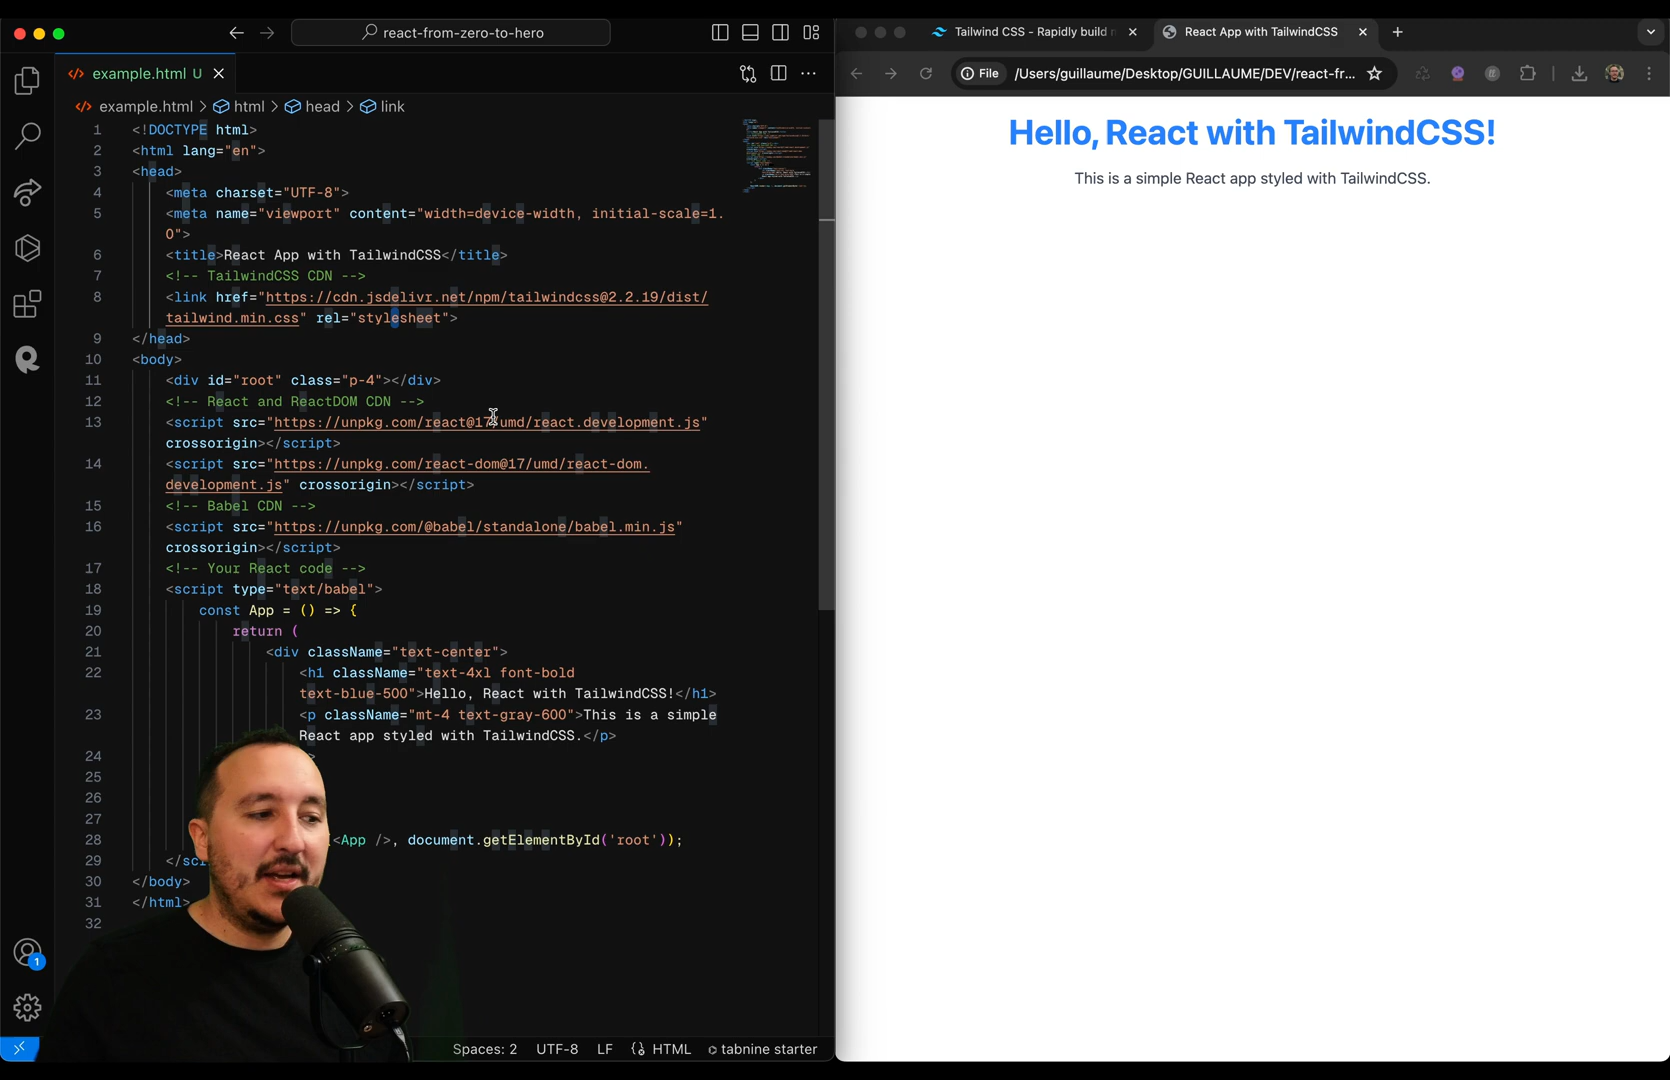 react-from-zero-to-hero
example.html U
example.html > html > head > link
1 <!DOCTYPE html>
2 <html lang="en">
3 <head>
4 <meta charset="UTF-8">
5 <meta name="viewport" content="width=device-width, initial-scale=1.
0">
6 <title>React App with TailwindCSS</title>
7 <!-- TailwindCSS CDN -->
8 <link href="https://cdn.jsdelivr.net/npm/tailwindcss@2.2.19/dist/
tailwind.min.css" rel="stylesheet">
9 </head>
10 <body>
11 <div id="root" class="p-4"></div>
12 <!-- React and ReactDOM CDN -->
13 <script src="https://unpkg.com/react@17/umd/react.development.js"
crossorigin></script>
14 <script src="https://unpkg.com/react-dom@17/umd/react-dom.
development.js" crossorigin></script>
15 <!-- Babel CDN -->
16 <script src="https://unpkg.com/@babel/standalone/babel.min.js"
crossorigin></script>
17 <!-- Your React code -->
18 <script type="text/babel">
19 const App = () => {
20 return (
21 <div className="text-center">
22 <h1 className="text-4xl font-bold
text-blue-500">Hello, React with TailwindCSS!</h1>
23 <p className="mt-4 text-gray-600">This is a simple
React app styled with TailwindCSS.</p>
24 >
25
26
27
28 <App />, document.getElementById('root'));
29 </scr
30 </body>
31 </html>
32
1
Spaces: 2 UTF-8 LF HTML tabnine starter
Tailwind CSS - Rapidly build React App with TailwindCSS
File /Users/guillaume/Desktop/GUILLAUME/DEV/react-fr...
Hello, React with TailwindCSS!
This is a simple React app styled with TailwindCSS.